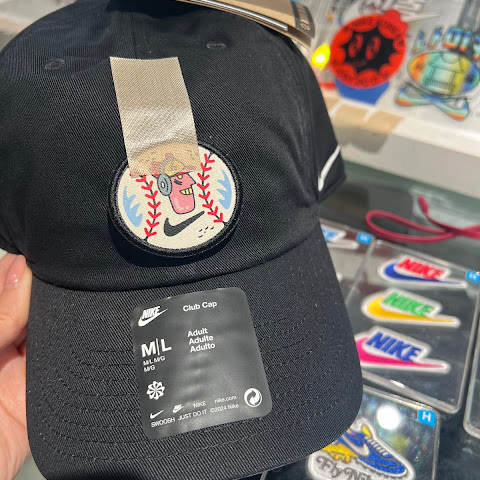 NIKE
Club Cap
M|L
M/L M/G
M/G
Adult
Adulte
Adulto
NIKE
nike.com
SWOOSH JUST DO IT ©2024 Nike
NIKE
NIKE
NIKE
H
H
H